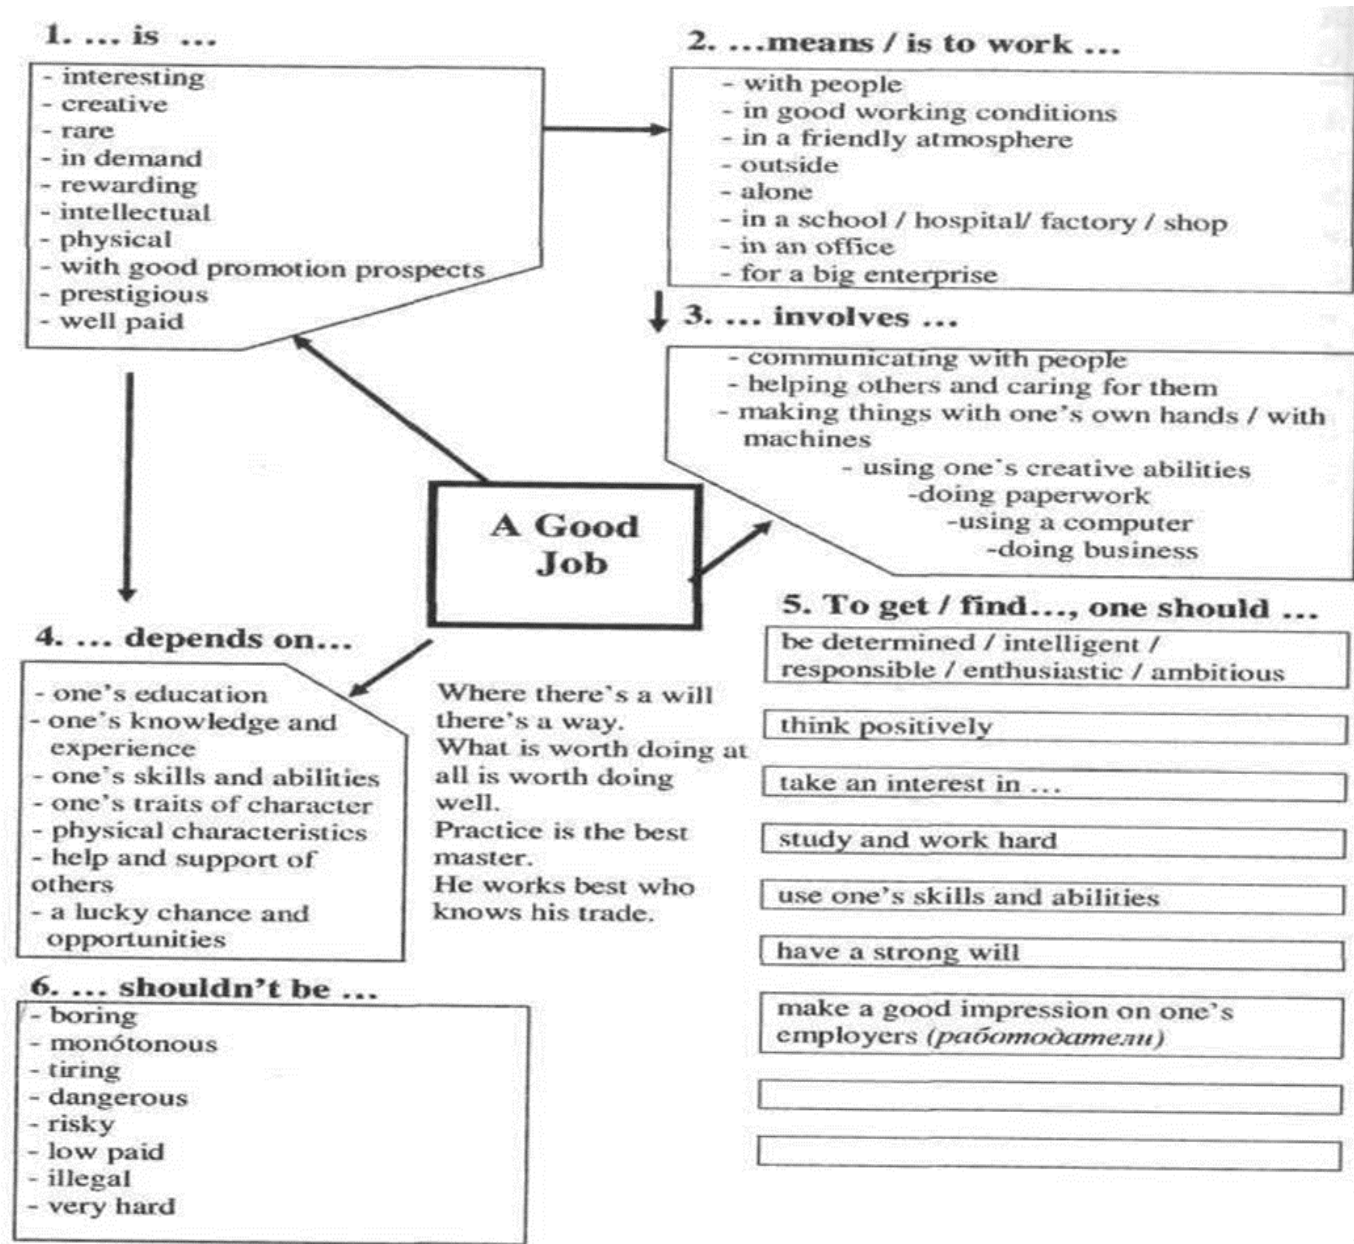 1. ... is ...
- interesting
- creative
- rare
- in demand
- rewarding
- intellectual
- physical
- with good promotion prospects
- prestigious
- well paid
2. ...means / is to work ...
- with people
- in good working conditions
- in a friendly atmosphere
- outside
- alone
- in a school / hospital/ factory / shop
- in an office
- for a big enterprise
3. ... involves ...
- communicating with people
- helping others and caring for them
- making things with one's own hands / with
machines
- using one's creative abilities
-doing paperwork
-using a computer
-doing business
A Good
Job
4. ... depends on...
- one's education
- one's knowledge and
experience
- one's skills and abilities
- one's traits of character
- physical characteristics
- help and support of
others
- a lucky chance and
opportunities
Where there's a will
there's a way.
What is worth doing at
all is worth doing
well.
Practice is the best
master.
He works best who
knows his trade.
5. To get / find..., one should ...
be determined / intelligent /
responsible / enthusiastic / ambitious
think positively
take an interest in ...
study and work hard
use one's skills and abilities
have a strong will
make a good impression on one's
employers (работодатели)
6. ... shouldn't be ...
- boring
- monótonous
- tiring
- dangerous
- risky
- low paid
- illegal
- very hard